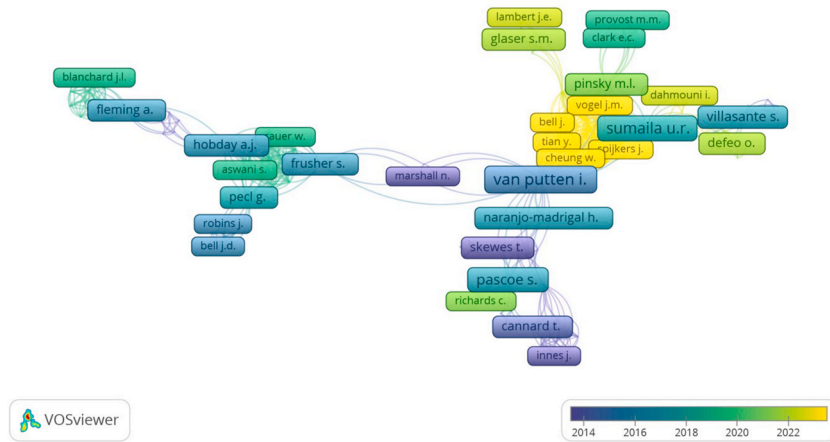 lambert j.e.
provost m.m.
glaser s.m.
clark e.c.
blanchard j.l.
pinsky m.l.
dahmouni i.
fleming a.
vogel j.m.
villasante s.
bell j.
sumaila u.r.
hobday a.j.
tian y.
defeo o.
spijkers j.
cheung w.
frusher s.
aswani s.
marshall n.
van putten i.
pecl g.
robins j.
naranjo-madrigal h.
bell j.d.
skewes t.
pascoe s.
richards c.
cannard t.
innes j.
VOSviewer
2014 2016 2018 2020 2022